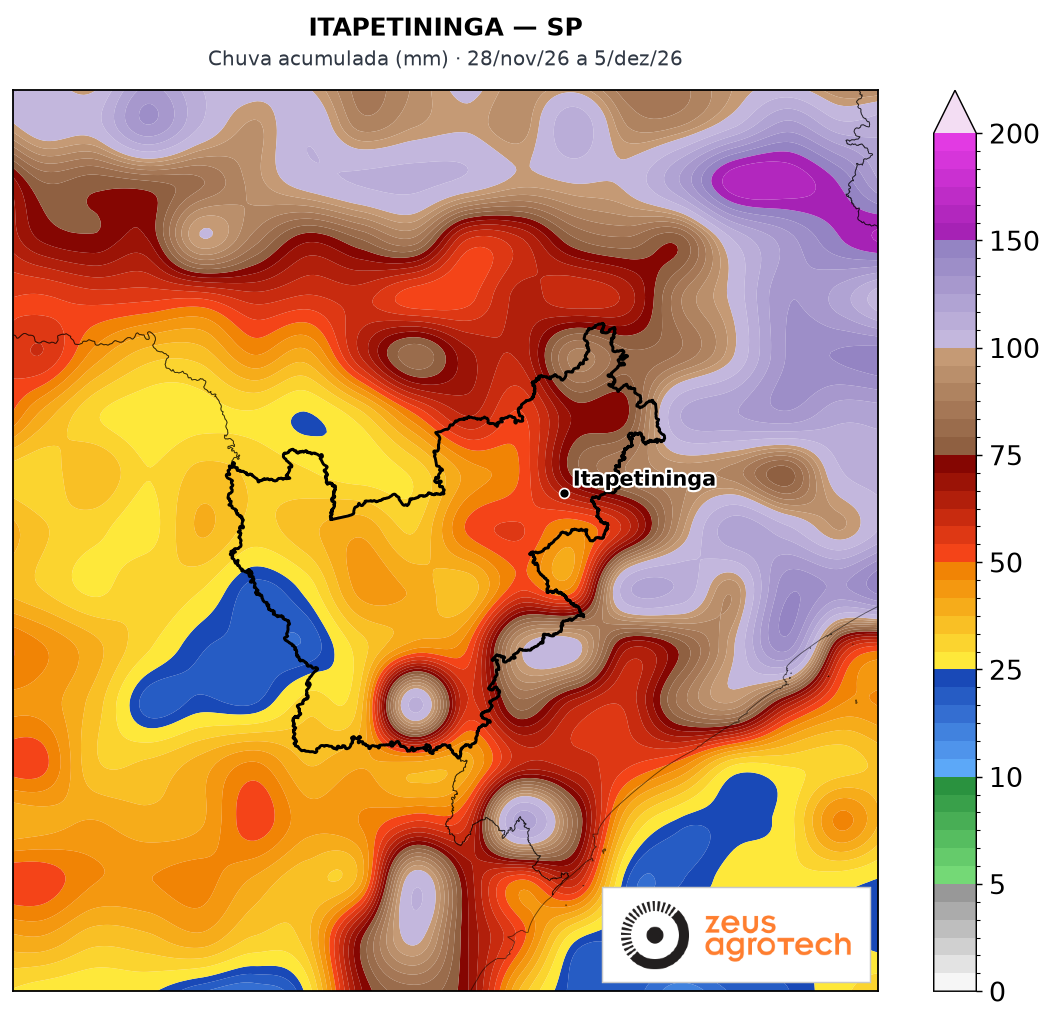 ITAPETININGA — SP
Chuva acumulada (mm) · 28/nov/26 a 5/dez/26
200
150
100
75
50
25
10
5
0
Itapetininga
zeus
agrotech